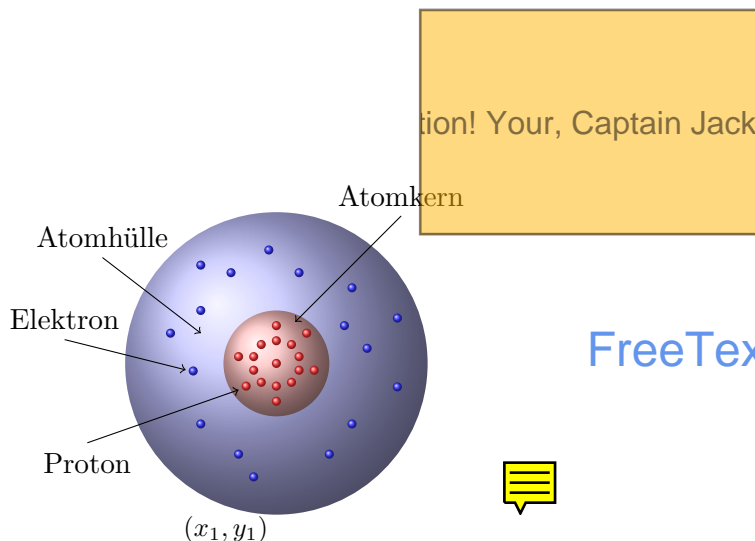 tion! Your, Captain Jack
Atomkern
Atomhülle
Elektron
FreeTex
Proton
(x₁, y₁)